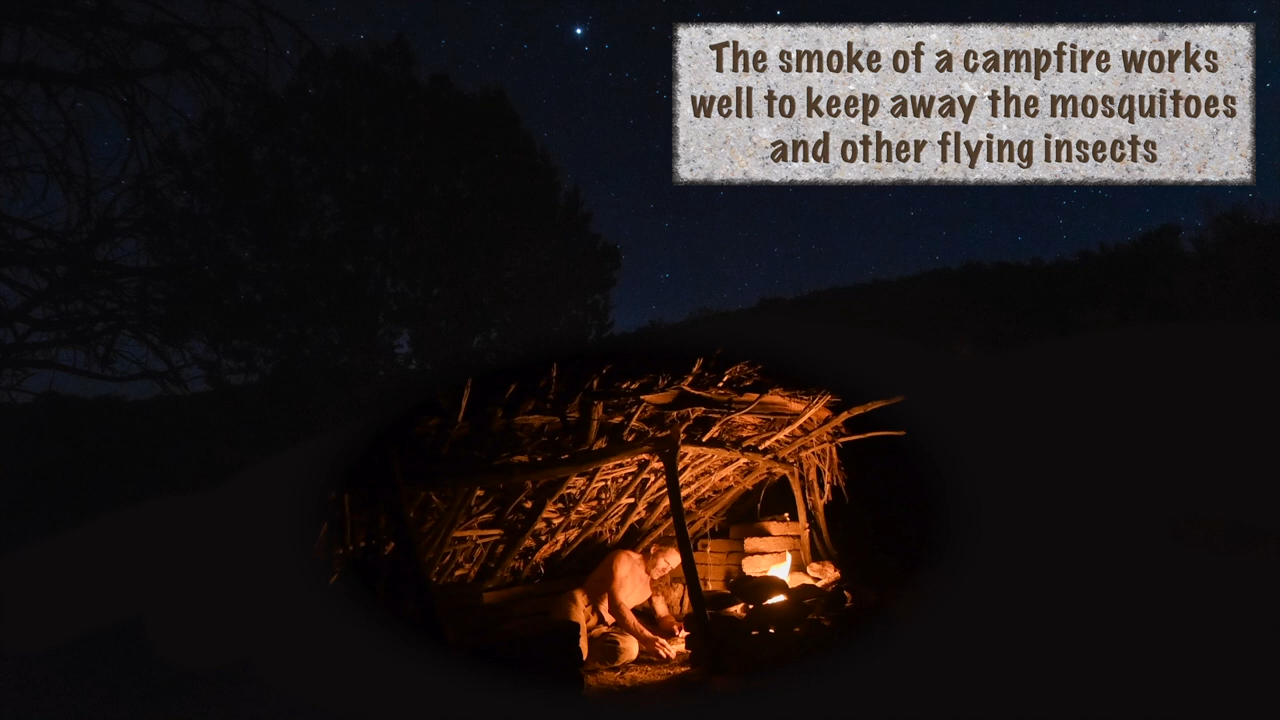 The smoke of a campfire works
well to keep away the mosquitoes
and other flying insects